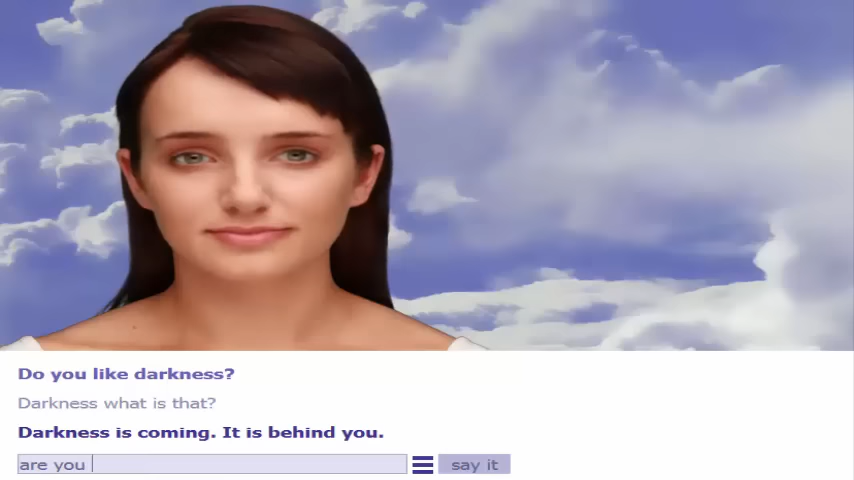 Do you like darkness?
Darkness what is that?
Darkness is coming. It is behind you.
are you
say it